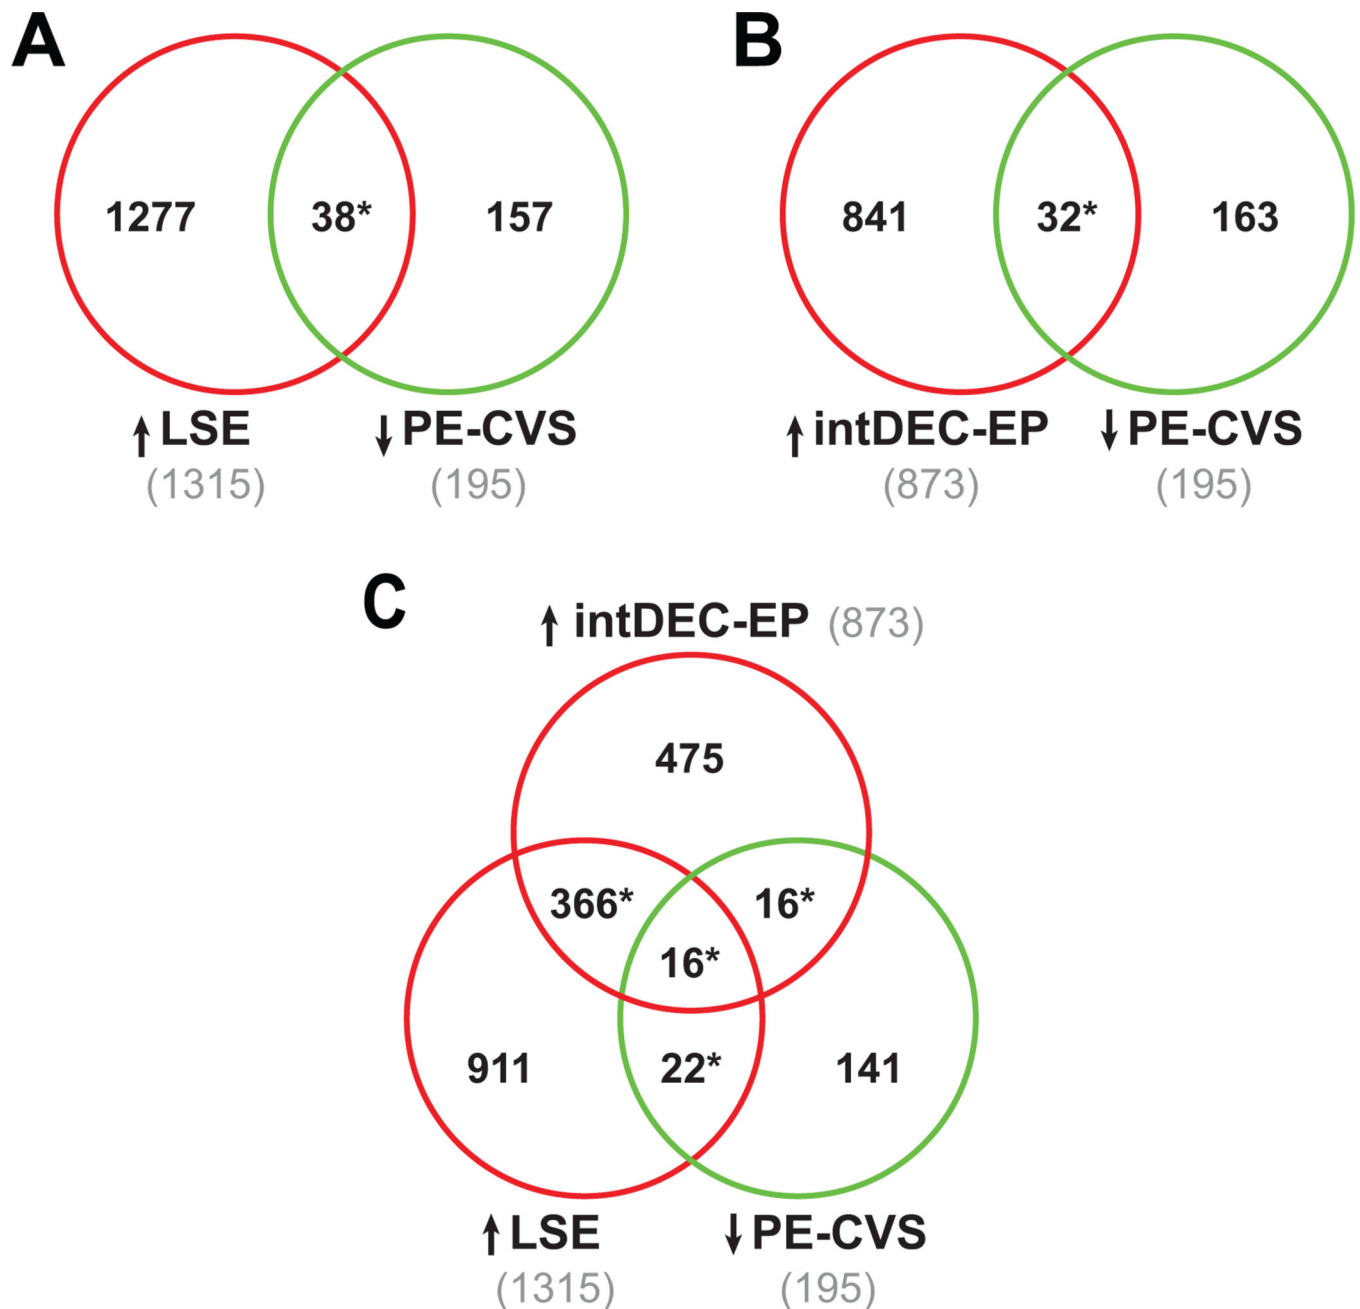 A
B
1277 38* 157
841 32* 163
↑ LSE ↓ PE-CVS
(1315) (195)
↑ intDEC-EP ↓ PE-CVS
(873) (195)
C
↑ intDEC-EP (873)
475
366* 16*
16*
911 22* 141
↑ LSE ↓ PE-CVS
(1315) (195)